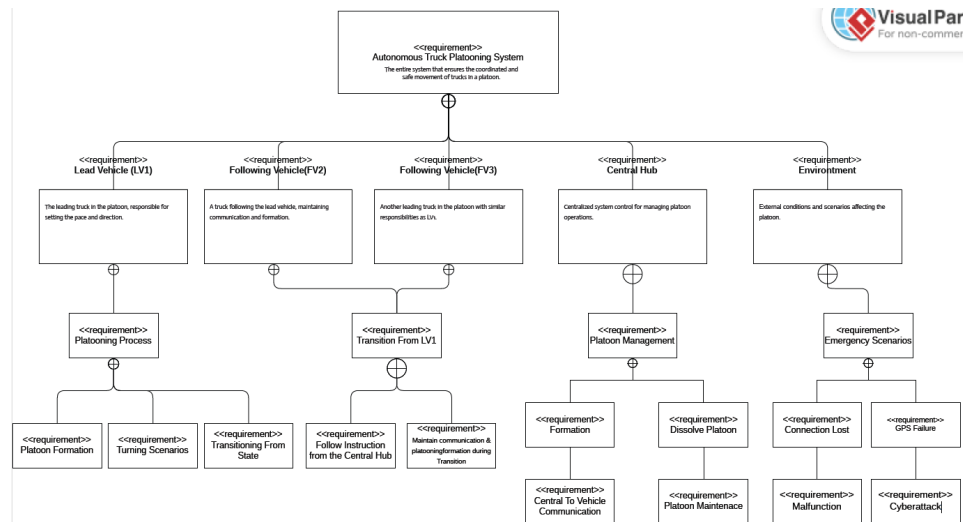 Visual Par
For non-commer
<<requirement>>
Autonomous Truck Platooning System
The entire system that ensures the coordinated and
safe movement of trucks in a platoon.
<<requirement>>
Lead Vehicle (LV1)
The leading truck in the platoon, responsible for
setting the pace and direction.
<<requirement>>
Following Vehicle(FV2)
A truck following the lead vehicle, maintaining
communication and formation.
<<requirement>>
Following Vehicle(FV3)
Another leading truck in the platoon with similar
responsibilities as LV1.
<<requirement>>
Central Hub
Centralized system control for managing platoon
operations.
<<requirement>>
Environtment
External conditions and scenarios affecting the
platoon.
<<requirement>>
Platooning Process
<<requirement>>
Transition From LV1
<<requirement>>
Platoon Management
<<requirement>>
Emergency Scenarios
<<requirement>>
Platoon Formation
<<requirement>>
Turning Scenarios
<<requirement>>
Transitioning From
State
<<requirement>>
Follow Instruction
from the Central Hub
<<requirement>>
Maintain communication &
platooningformation during
Transition
<<requirement>>
Formation
<<requirement>>
Dissolve Platoon
<<requirement>>
Connection Lost
<<requirement>>
GPS Failure
<<requirement>>
Central To Vehicle
Communication
<<requirement>>
Platoon Maintenace
<<requirement>>
Malfunction
<<requirement>>
Cyberattack